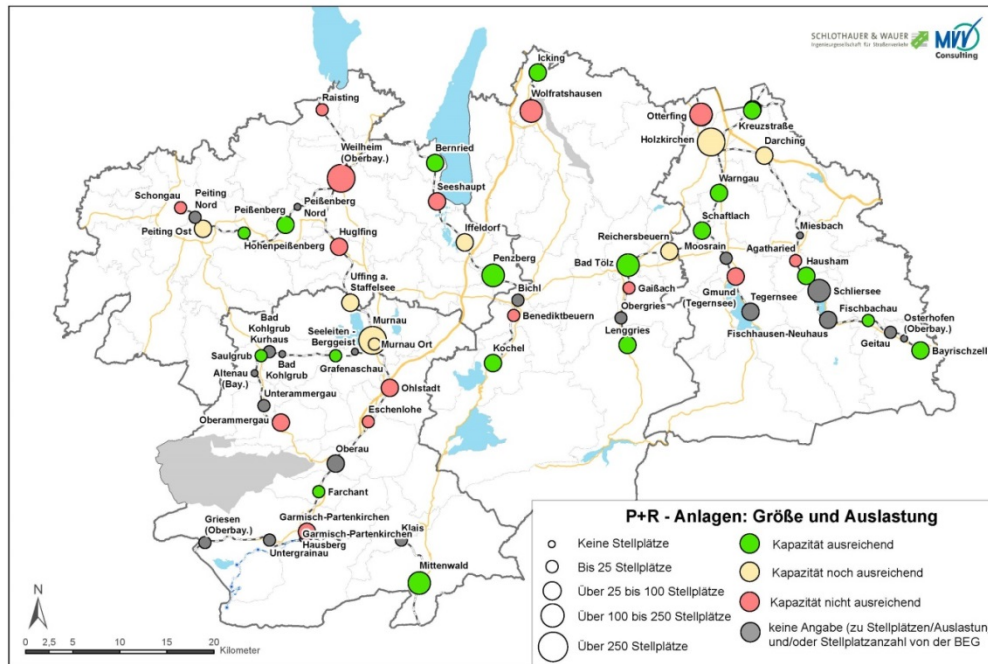 SCHLOTHAUER & WAUER
Ingenieurgesellschaft für Straßenverkehr
MVV
Consulting
Icking
Wolfratshausen
Raisting
Weilheim
(Oberbay.)
Bernried
Seeshaupt
Otterfing
Holzkirchen
Kreuzstraße
Darching
Schongau
Peiting
Nord
Peiting Ost
Peißenberg
Peißenberg
Nord
Hohenpeißenberg
Huglfing
Iffeldorf
Penzberg
Warngau
Schaftlach
Reichersbeuern
Moosrain
Miesbach
Agatharied
Hausham
Bad Tölz
Gaißach
Obergries
Lenggries
Gmund
(Tegernsee)
Tegernsee
Schliersee
Fischhausen-Neuhaus
Fischbachau
Geitau
Osterhofen
(Oberbay.)
Bayrischzell
Uffing a.
Staffelsee
Bichl
Benediktbeuern
Kochel
Murnau
Murnau Ort
Seeleiten -
Berggeist
Bad
Kohlgrub
Kurhaus
Saulgrub
Bad
Kohlgrub
Grafenaschau
Altenau
(Bay.)
Unterammergau
Oberammergau
Ohlstadt
Eschenlohe
Oberau
Farchant
Griesen
(Oberbay.)
Garmisch-Partenkirchen
Garmisch-Partenkirchen
Hausberg
Untergrainau
Klais
Mittenwald
P+R - Anlagen: Größe und Auslastung
Keine Stellplätze
Bis 25 Stellplätze
Über 25 bis 100 Stellplätze
Über 100 bis 250 Stellplätze
Über 250 Stellplätze
Kapazität ausreichend
Kapazität noch ausreichend
Kapazität nicht ausreichend
keine Angabe (zu Stellplätzen/Auslastun
und/oder Stellplatzanzahl von der BEG
N
0 2,5 5 10 15 20
Kilometer